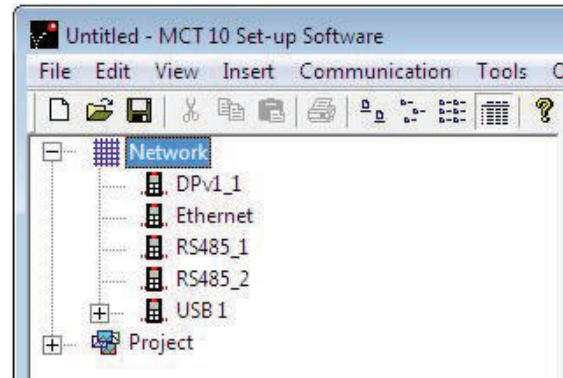 Untitled - MCT 10 Set-up Software
File Edit View Insert Communication Tools
Network
DPv1_1
Ethernet
RS485_1
RS485_2
USB 1
Project